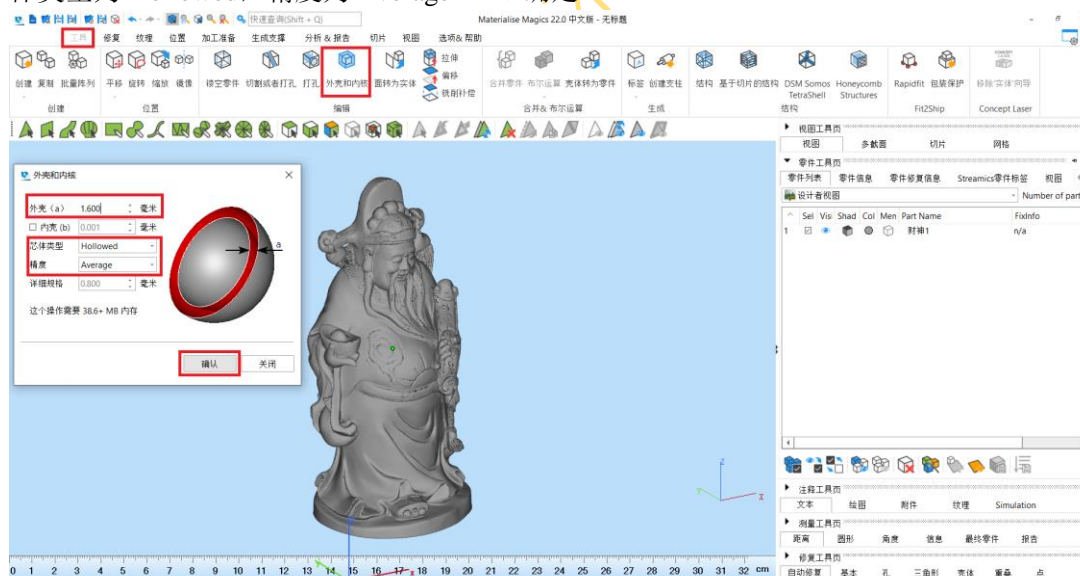 Materialise Magics 22.0 中文版 - 无标题
快速查询(Shift + Q)
工具 修复 纹理 位置 加工准备 生成支撑 分析 & 报告 切片 视图 选项& 帮助
创建 复制 批量阵列 平移 旋转 缩放 镜像 镂空零件 切割或者打孔 打孔 外壳和内核 面转为实体 拉伸 合并零件 布尔运算 壳体转为零件 标签 创建支柱 结构 基于切片的结构 DSM Somos TetraShell Honeycomb Structures Rapidfit 包装保护 移除'实体'向导
偏移
铣削补偿
创建 位置 编辑 合并& 布尔运算 生成 结构 Fit2Ship Concept Laser
外壳和内核
外壳（a） 1.600 毫米
内壳 (b) 0.001 毫米
芯体类型 Hollowed
精度 Average
详细规格 0.800 毫米
a
这个操作需要 38.6+ MB 内存
确认 关闭
视图工具页
视图 多截面 切片 网格
零件工具页
零件列表 零件信息 零件修复信息 Streamics零件标签 视图
设计者视图 Number of part
Sel Vis Shad Col Men Part Name FixInfo
1 财神1 n/a
注释工具页
文本 绘图 附件 纹理 Simulation
测量工具页
距离 圆形 角度 信息 最终零件 报告
修复工具页
自动修复 基本 孔 三角形 壳体 重叠 点
Z
Y X
0 1 2 3 4 5 6 7 8 9 10 11 12 13 14 15 16 17 18 19 20 21 22 23 24 25 26 27 28 29 30 31 32 cm